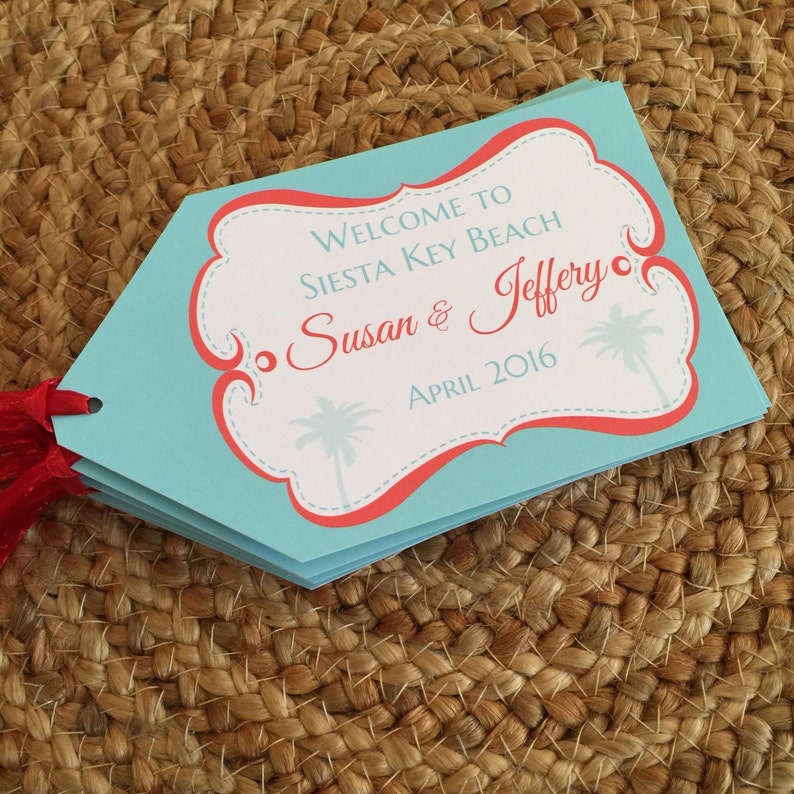 Welcome to
Siesta Key Beach
Susan & Jeffery
April 2016